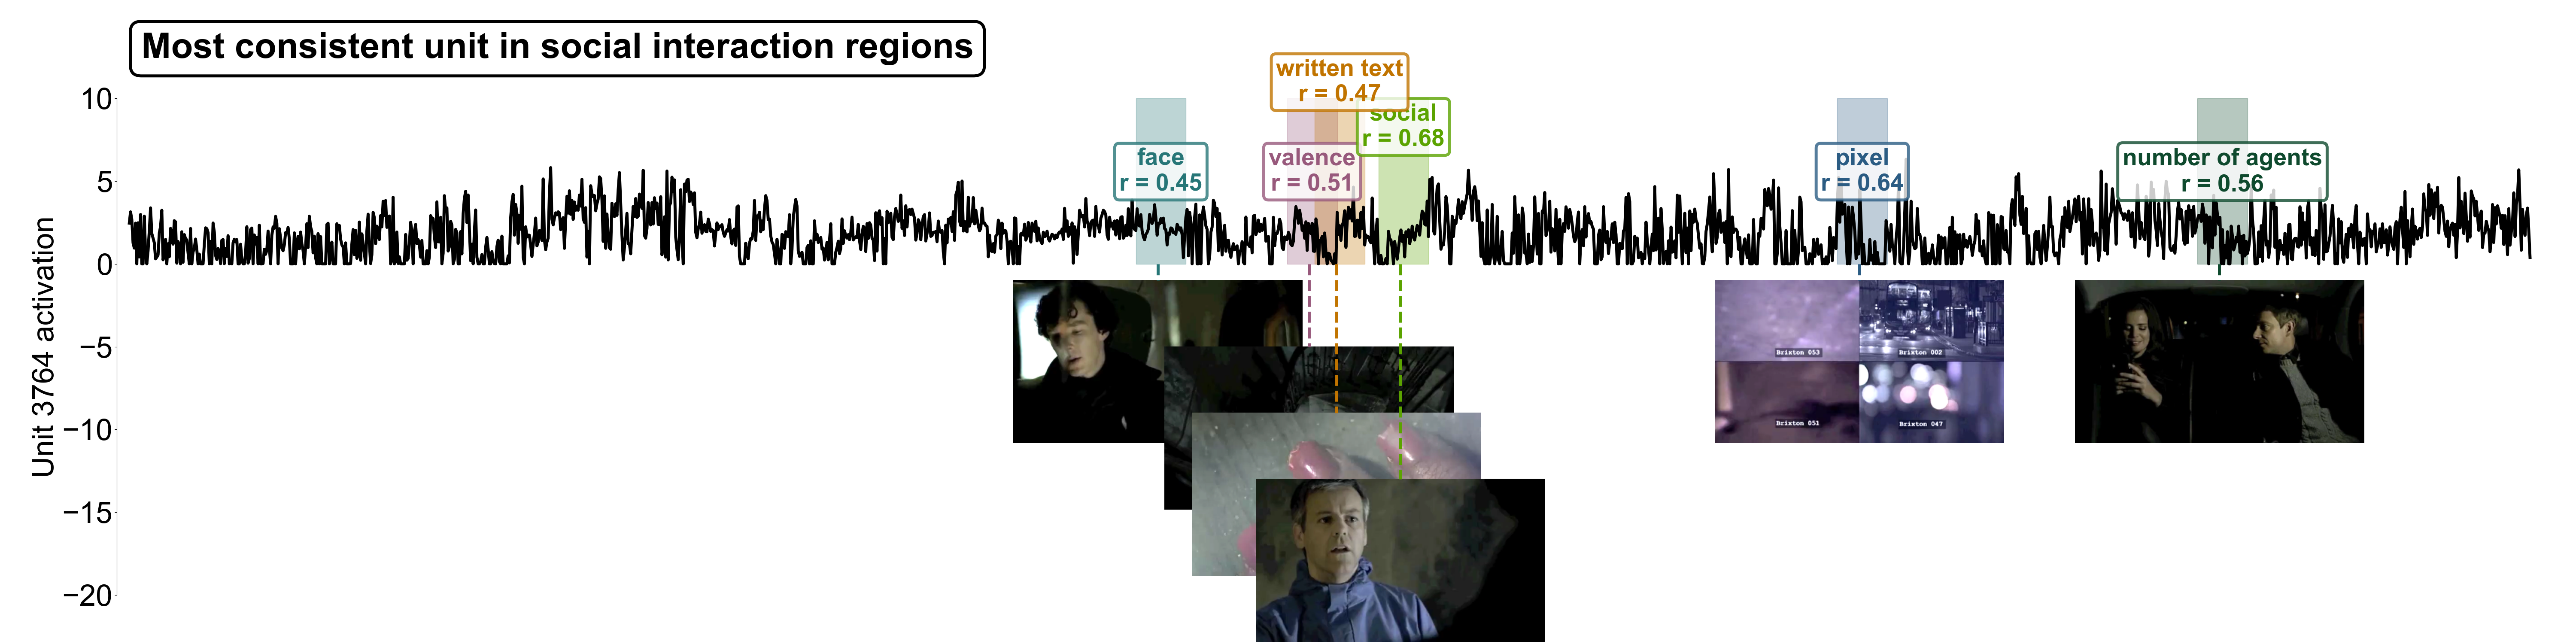 Most consistent unit in social interaction regions
written text
r = 0.47
social
r = 0.68
face
r = 0.45
valence
r = 0.51
pixel
r = 0.64
number of agents
r = 0.56
10
5
0
−5
−10
−15
−20
Unit 3764 activation
Brixton 053
Brixton 002
Brixton 051
Brixton 047